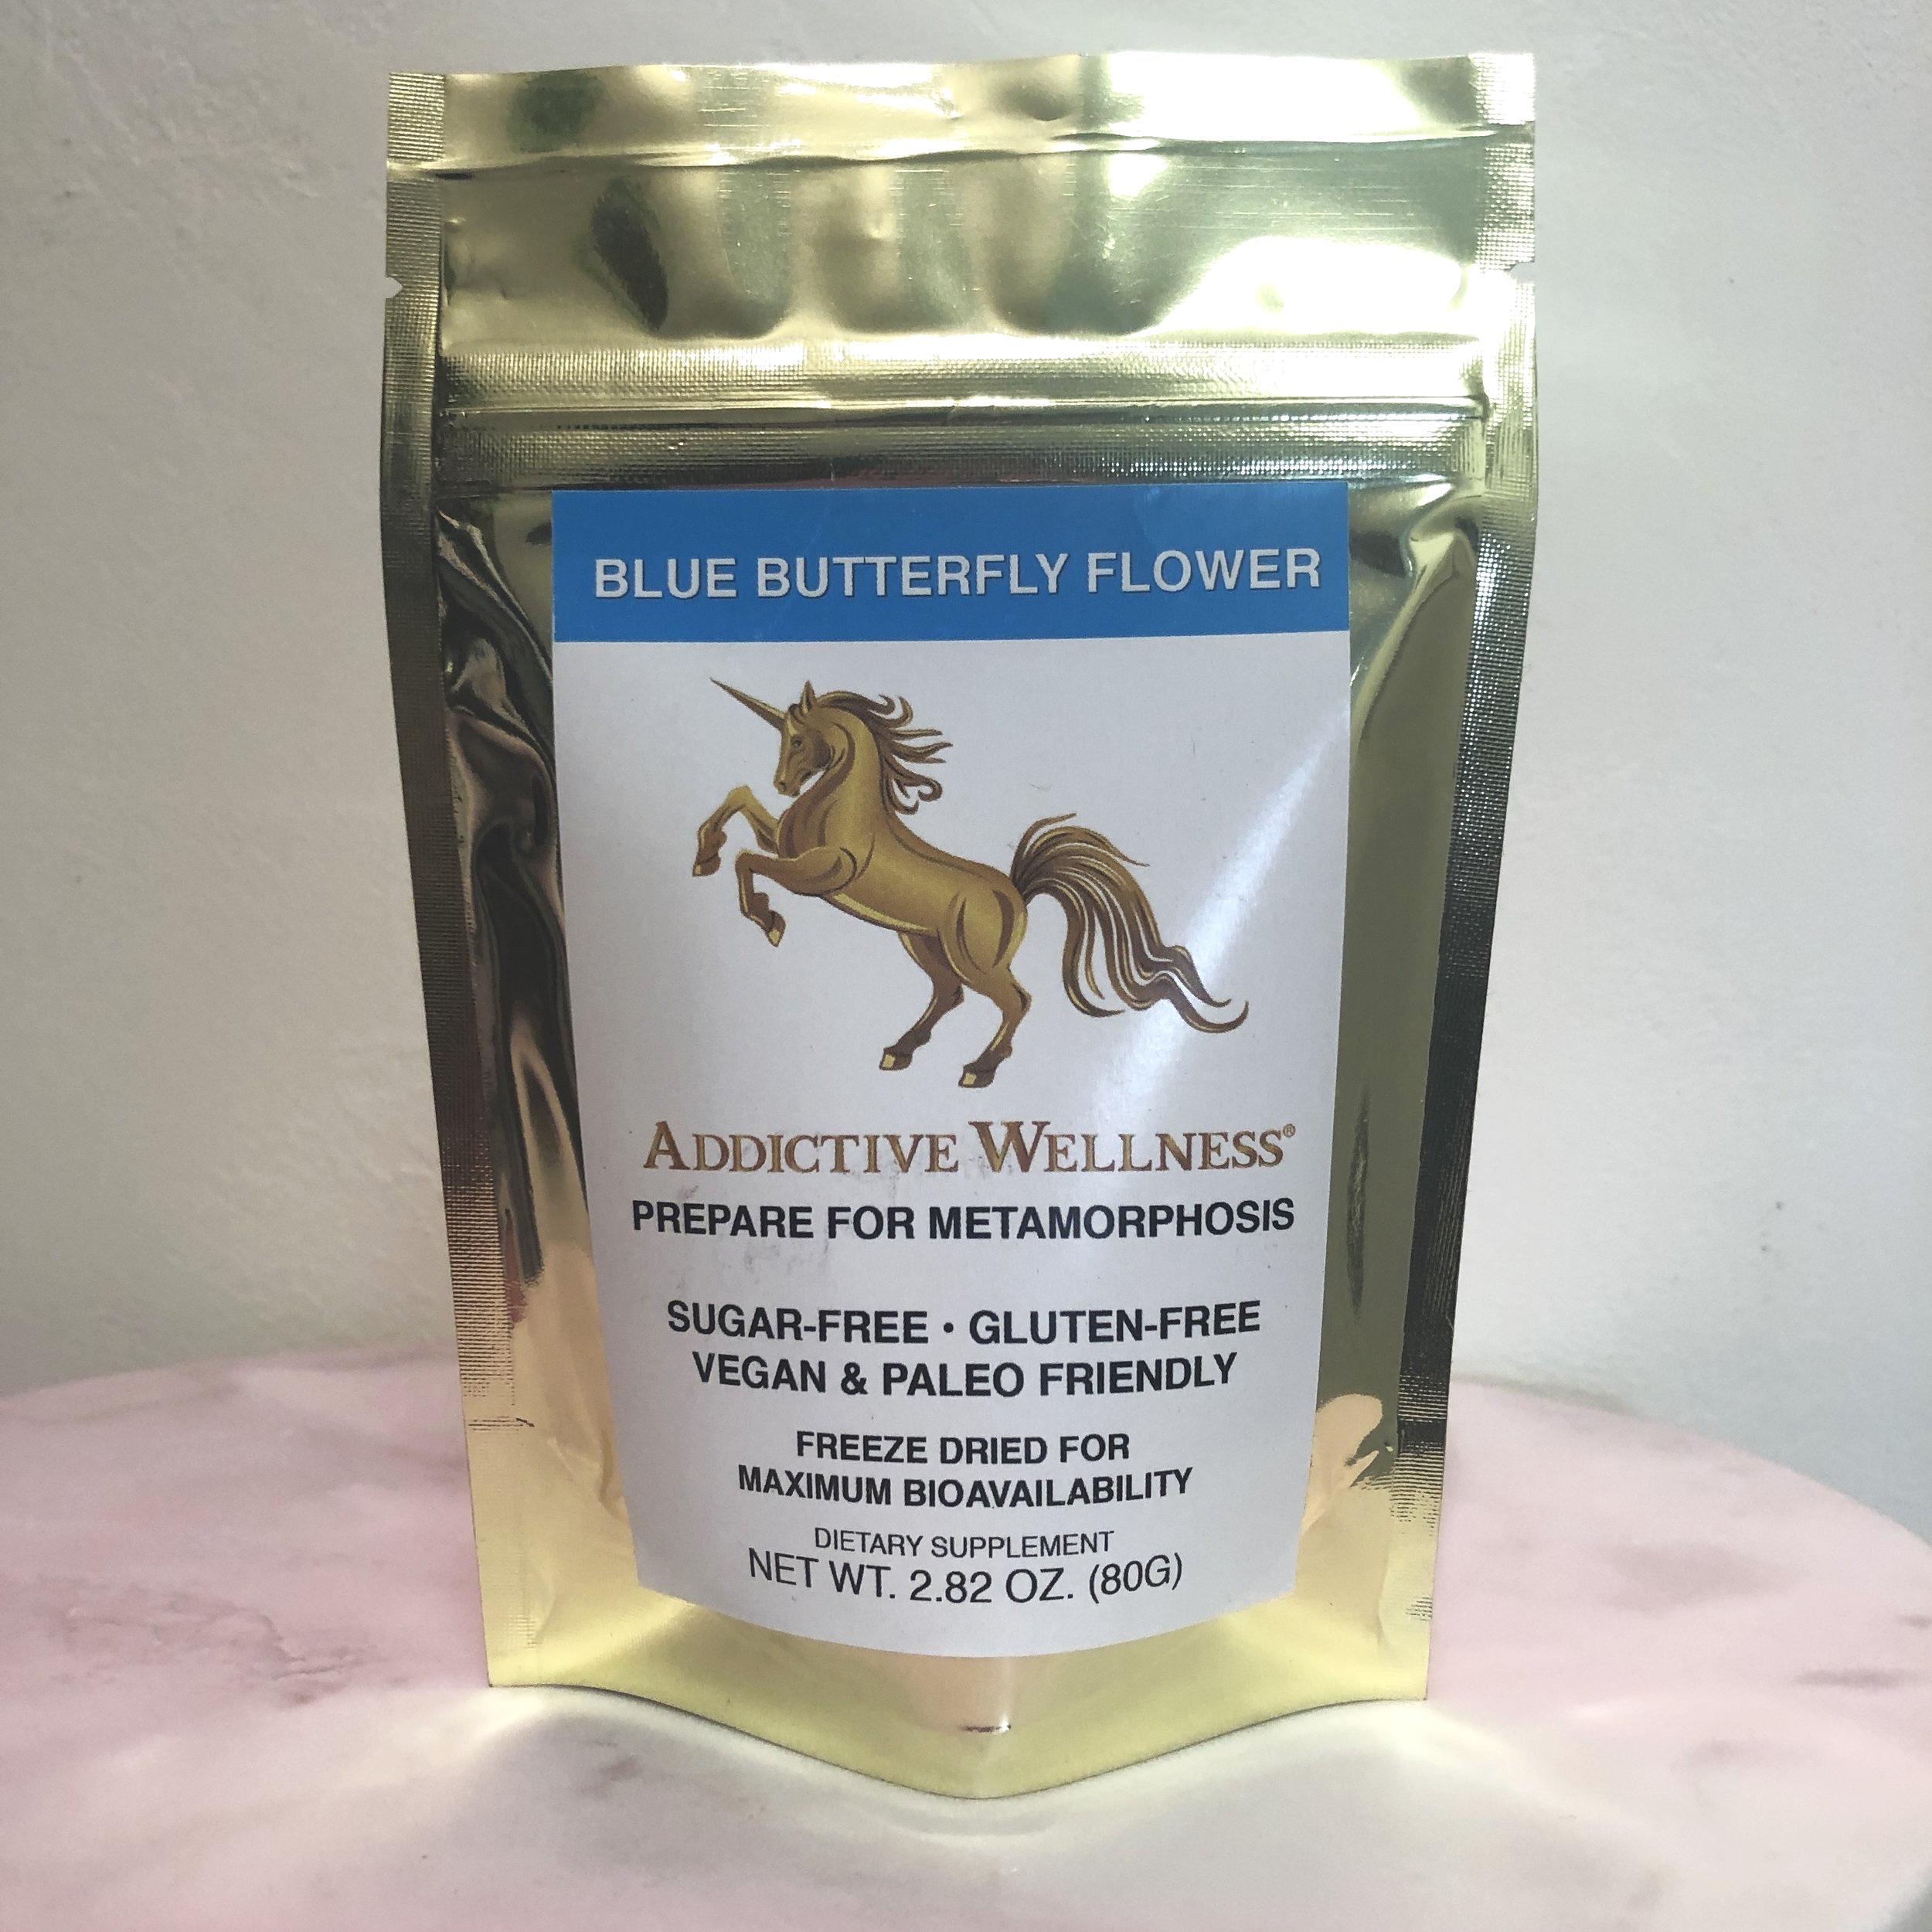 BLUE BUTTERFLY FLOWER
ADDICTIVE WELLNESS®
PREPARE FOR METAMORPHOSIS
SUGAR-FREE • GLUTEN-FREE
VEGAN & PALEO FRIENDLY
FREEZE DRIED FOR
MAXIMUM BIOAVAILABILITY
DIETARY SUPPLEMENT
NET WT. 2.82 OZ. (80G)